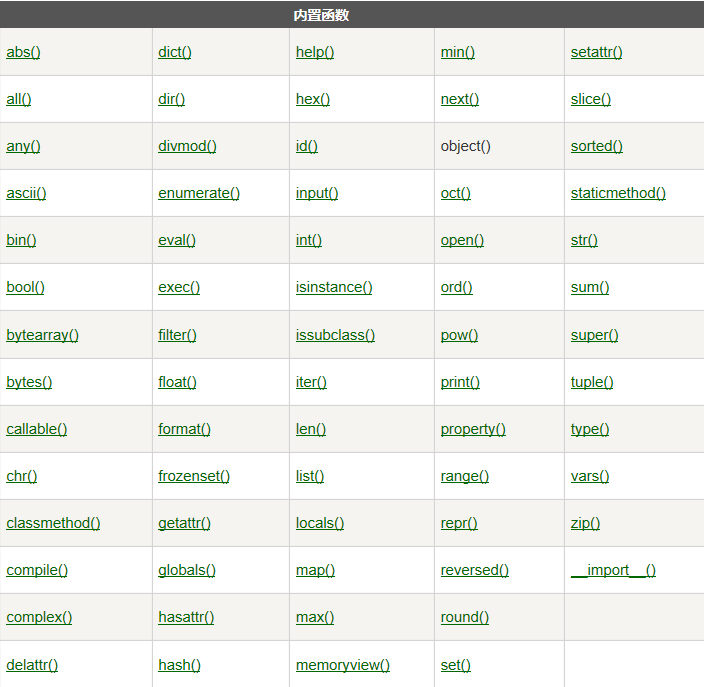 内置函数
abs() dict() help() min() setattr()
all() dir() hex() next() slice()
any() divmod() id() object() sorted()
ascii() enumerate() input() oct() staticmethod()
bin() eval() int() open() str()
bool() exec() isinstance() ord() sum()
bytearray() filter() issubclass() pow() super()
bytes() float() iter() print() tuple()
callable() format() len() property() type()
chr() frozenset() list() range() vars()
classmethod() getattr() locals() repr() zip()
compile() globals() map() reversed() __import__()
complex() hasattr() max() round()
delattr() hash() memoryview() set()